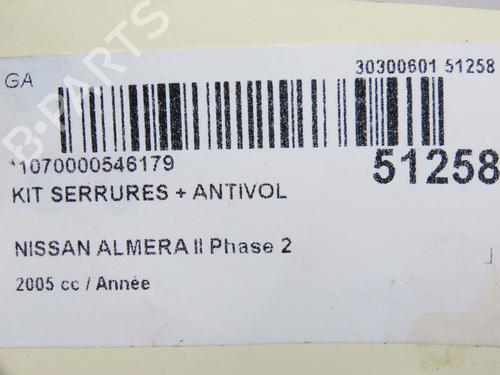 GA
30300601 51258
*1070000546179
51258
KIT SERRURES + ANTIVOL
NISSAN ALMERA II Phase 2
2005 cc / Année
B-PARTS